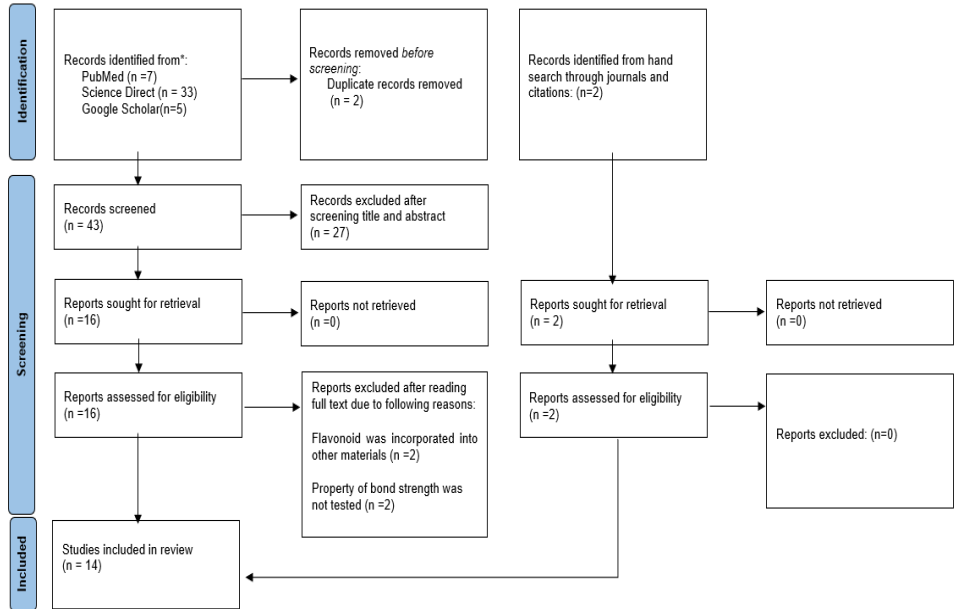 Identification
Records identified from*:
PubMed (n =7)
Science Direct (n = 33)
Google Scholar(n=5)
Records removed before
screening:
Duplicate records removed
(n = 2)
Records identified from hand
search through journals and
citations: (n=2)
Screening
Records screened
(n = 43)
Records excluded after
screening title and abstract
(n = 27)
Reports sought for retrieval
(n =16)
Reports not retrieved
(n =0)
Reports sought for retrieval
(n = 2)
Reports not retrieved
(n =0)
Reports assessed for eligibility
(n =16)
Reports excluded after reading
full text due to following reasons:
Flavonoid was incorporated into
other materials (n =2)
Property of bond strength was
not tested (n =2)
Reports assessed for eligibility
(n =2)
Reports excluded: (n=0)
Included
Studies included in review
(n = 14)